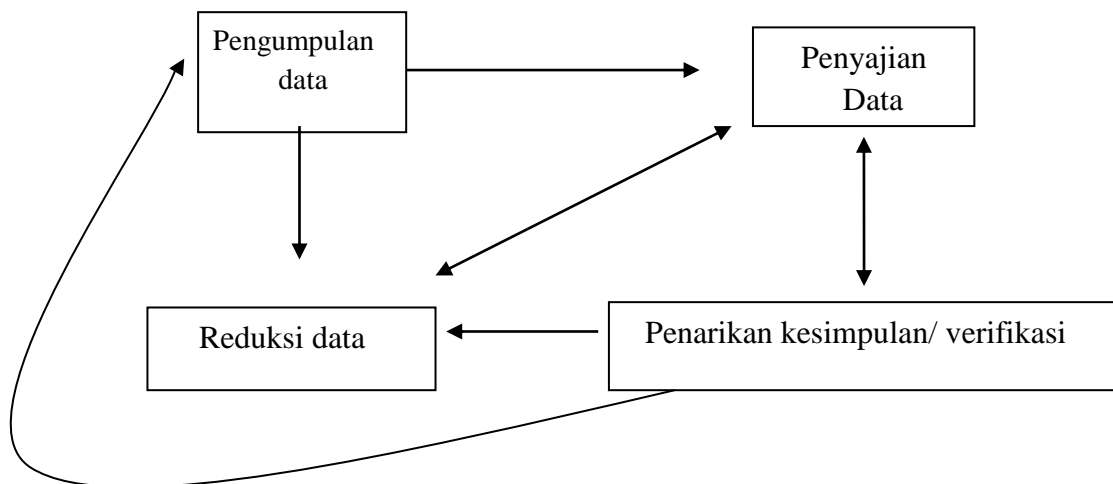 Pengumpulan
data
Penyajian
Data
Reduksi data
Penarikan kesimpulan/ verifikasi